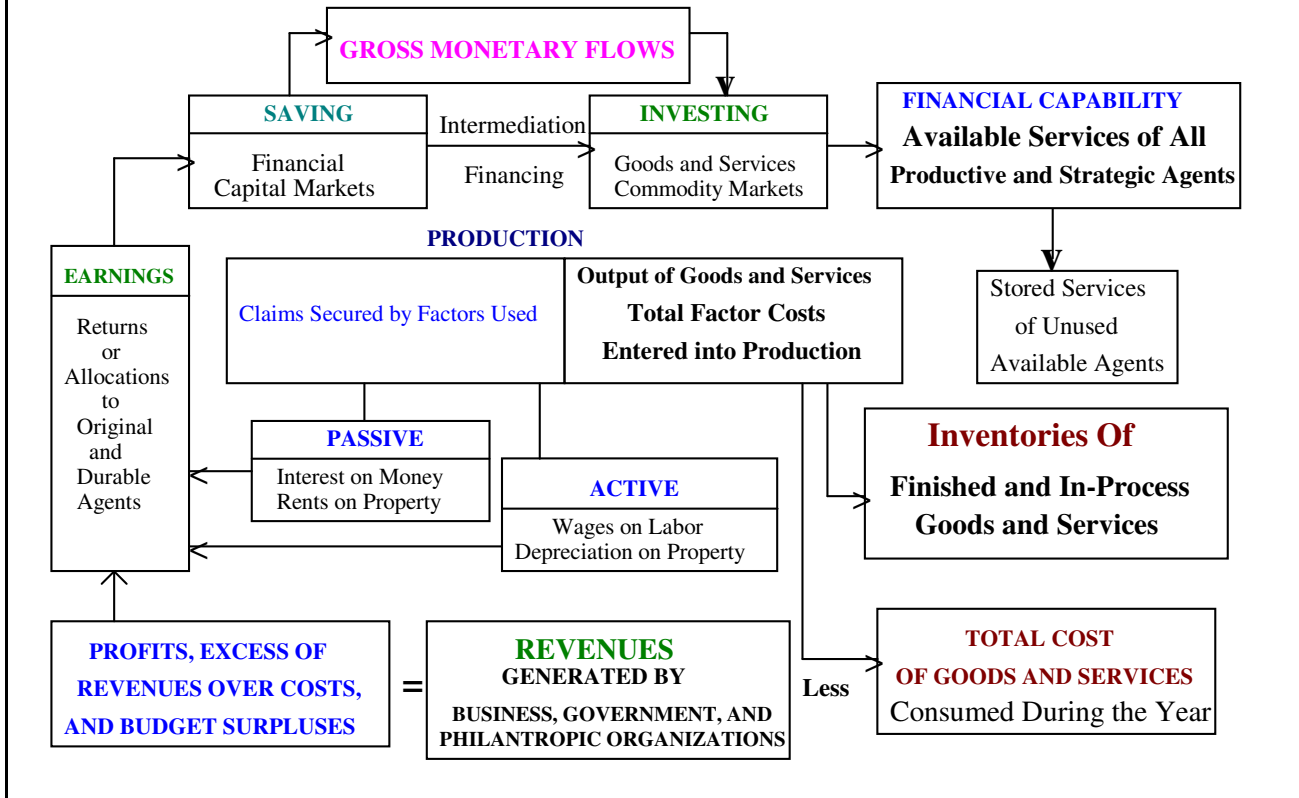 GROSS MONETARY FLOWS
SAVING
Financial
Capital Markets
Intermediation
Financing
INVESTING
Goods and Services
Commodity Markets
FINANCIAL CAPABILITY
Available Services of All
Productive and Strategic Agents
Stored Services
of Unused
Available Agents
EARNINGS
Returns
or
Allocations
to
Original
and
Durable
Agents
PRODUCTION
Claims Secured by Factors Used
Output of Goods and Services
Total Factor Costs
Entered into Production
PASSIVE
Interest on Money
Rents on Property
ACTIVE
Wages on Labor
Depreciation on Property
Inventories Of
Finished and In-Process
Goods and Services
PROFITS, EXCESS OF
REVENUES OVER COSTS,
AND BUDGET SURPLUSES
=
REVENUES
GENERATED BY
BUSINESS, GOVERNMENT, AND
PHILANTROPIC ORGANIZATIONS
Less
TOTAL COST
OF GOODS AND SERVICES
Consumed During the Year